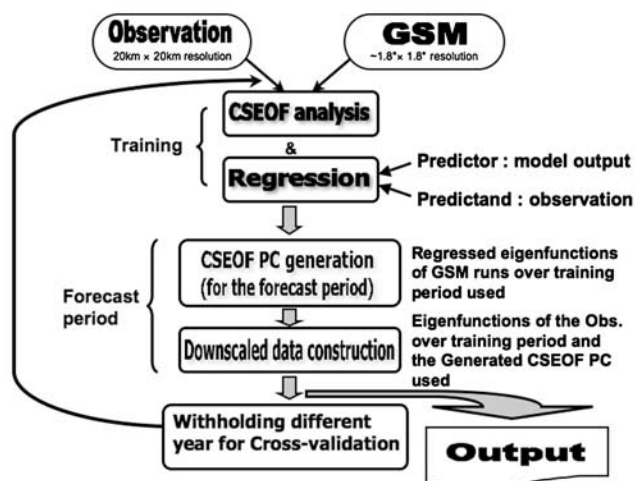 Observation
20km × 20km resolution
GSM
~1.8°× 1.8° resolution
CSEOF analysis
Training
&
Regression
Predictor : model output
Predictand : observation
CSEOF PC generation
(for the forecast period)
Regressed eigenfunctions
of GSM runs over training
period used
Forecast
period
Downscaled data construction
Eigenfunctions of the Obs.
over training period and
the Generated CSEOF PC
used
Withholding different
year for Cross-validation
Output